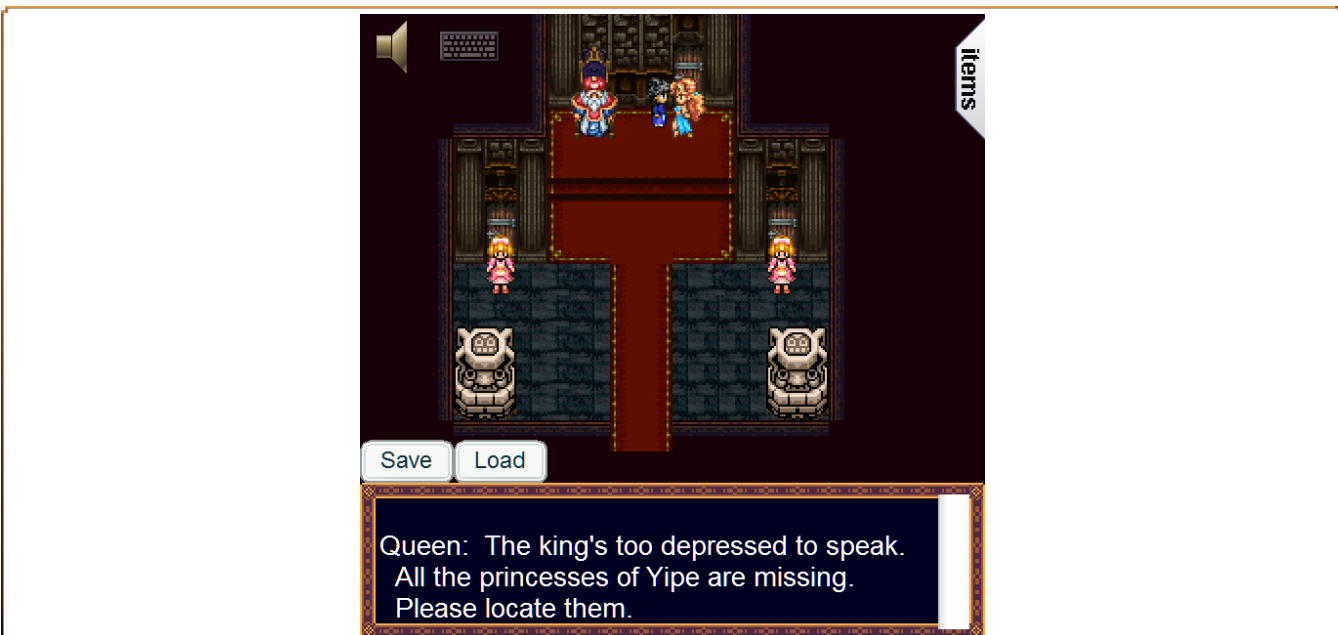 items
Save
Load
Queen: The king's too depressed to speak.
All the princesses of Yipe are missing.
Please locate them.